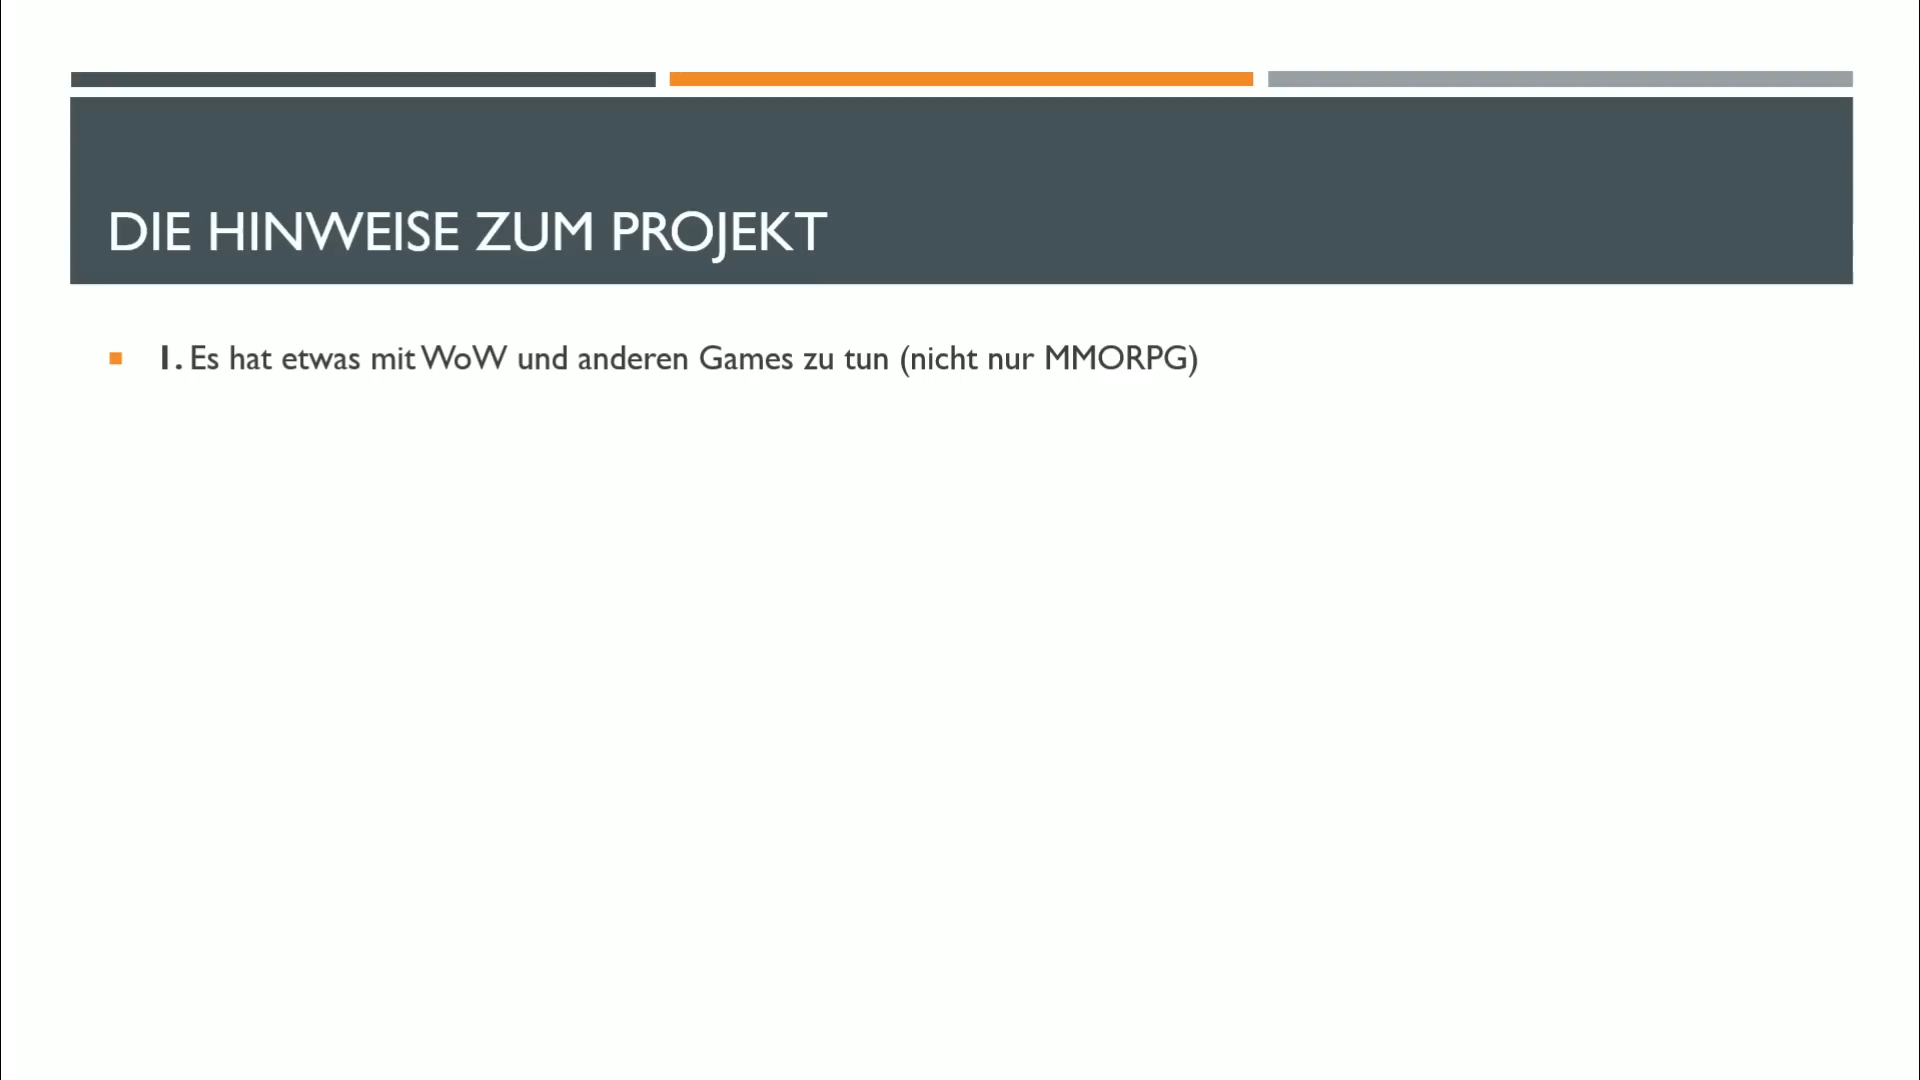 DIE HINWEISE ZUM PROJEKT
1. Es hat etwas mit WoW und anderen Games zu tun (nicht nur MMORPG)